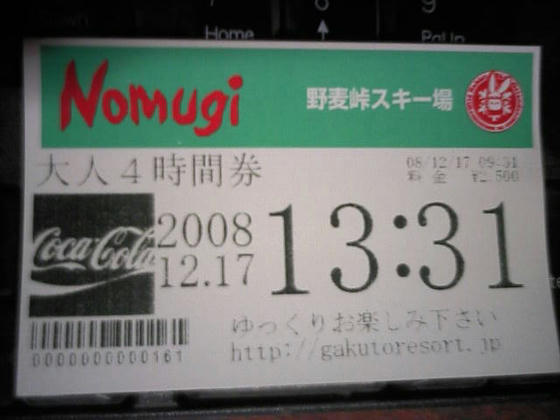 9
Home
PgUp
Nomugi
野麦峠スキー場
大人4時間券
08/12/17 09:31
料金 ¥2,500
Coca-Cola
2008
12.17
13:31
0000000000161
ゆっくりお楽しみ下さい
http://gakutoresort.jp